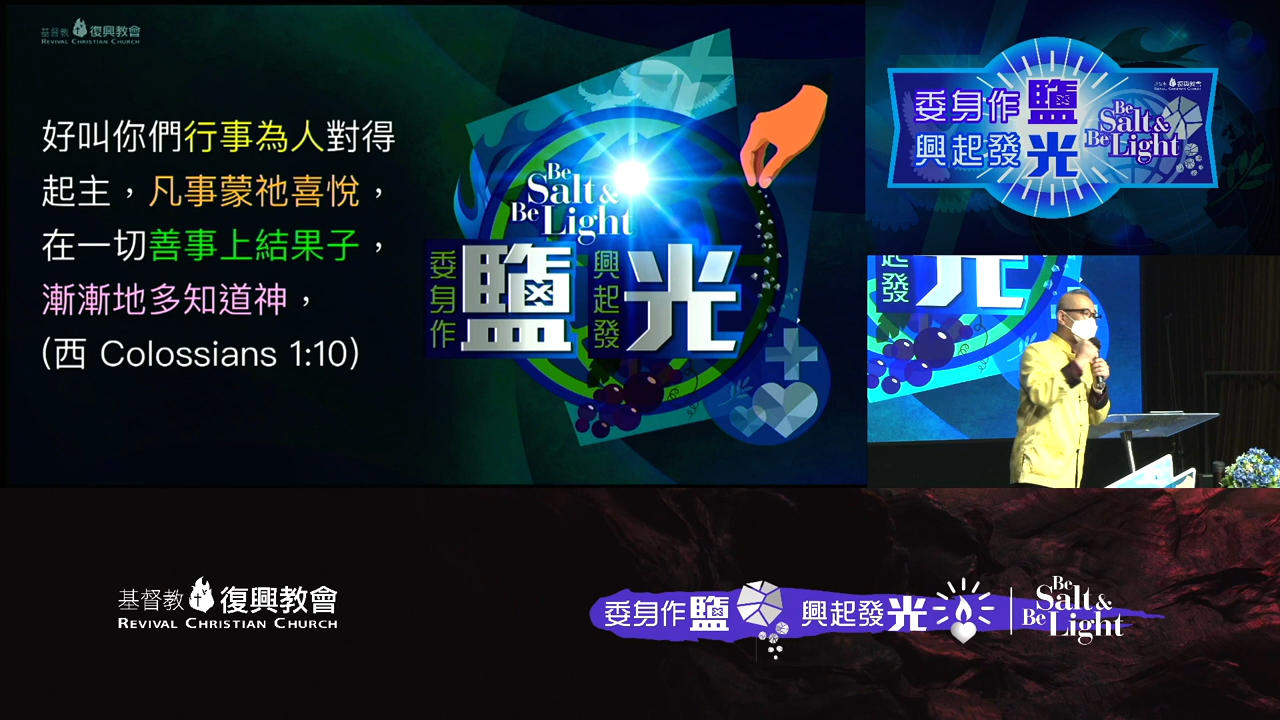 基督教 復興教會
REVIVAL CHRISTIAN CHURCH
好叫你們行事為人對得
起主，凡事蒙祂喜悅，
在一切善事上結果子，
漸漸地多知道神，
(西 Colossians 1:10)
Be
Salt &
Be Light
委身作 鹽 興起發 光
委身作 鹽
興起發 光
Be
Salt &
Be Light
起發 光
基督教 復興教會
REVIVAL CHRISTIAN CHURCH
委身作鹽 興起發光
Be
Salt &
Be Light